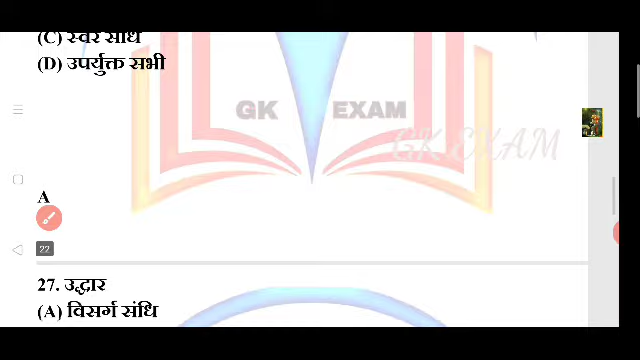 (C) स्वर संधि
(D) उपर्युक्त सभी
GK EXAM
GK EXAM
A
22
27. उद्धार
(A) विसर्ग संधि